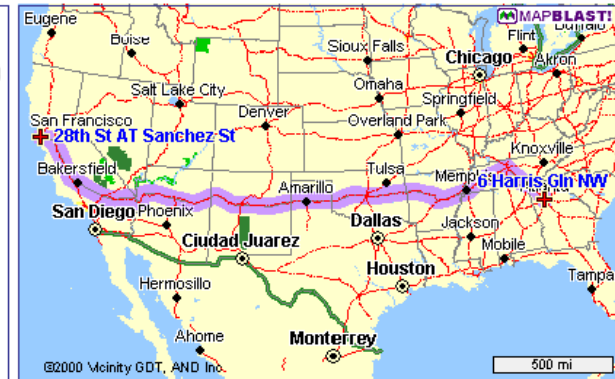 MAPBLAST!
Eugene
Boise
Sioux Falls
Flint
Buffalo
Chicago
Akron
Salt Lake City
Omaha
Springfield
San Francisco
Denver
Overland Park
28th St AT Sanchez St
Knoxville
Bakersfield
Amarillo
Tulsa
Memp
6 Harris Gln NW
San Diego
Phoenix
Dallas
Jackson
Ciudad Juarez
Mobile
Houston
Tampa
Hermosillo
Ahome
Monterrey
©2000 Vicinity GDT, AND Inc.
500 mi